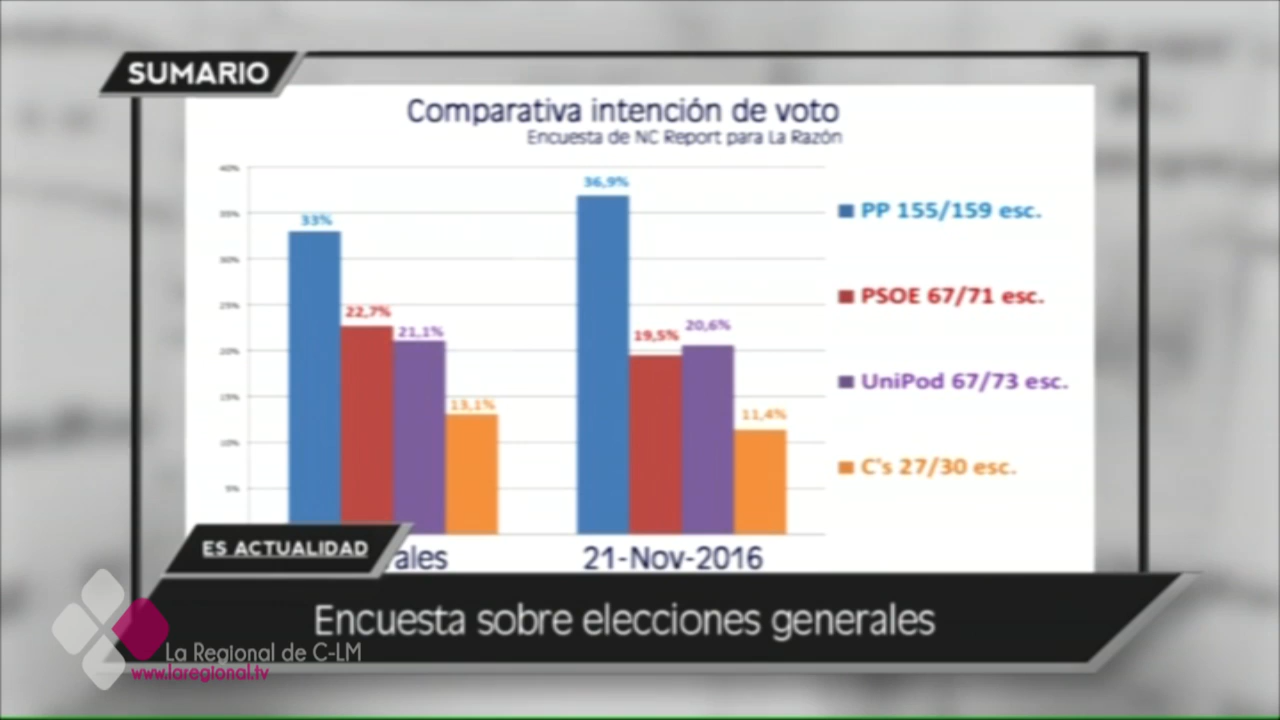 SUMARIO
Comparativa intención de voto
Encuesta de NC Report para La Razón
40%
35%
30%
25%
20%
15%
10%
5%
33%
22,7%
21,1%
13,1%
36,9%
19,5%
20,6%
11,4%
PP 155/159 esc.
PSOE 67/71 esc.
UniPod 67/73 esc.
C's 27/30 esc.
rales
21-Nov-2016
ES ACTUALIDAD
Encuesta sobre elecciones generales
La Regional de C-LM
www.laregional.tv